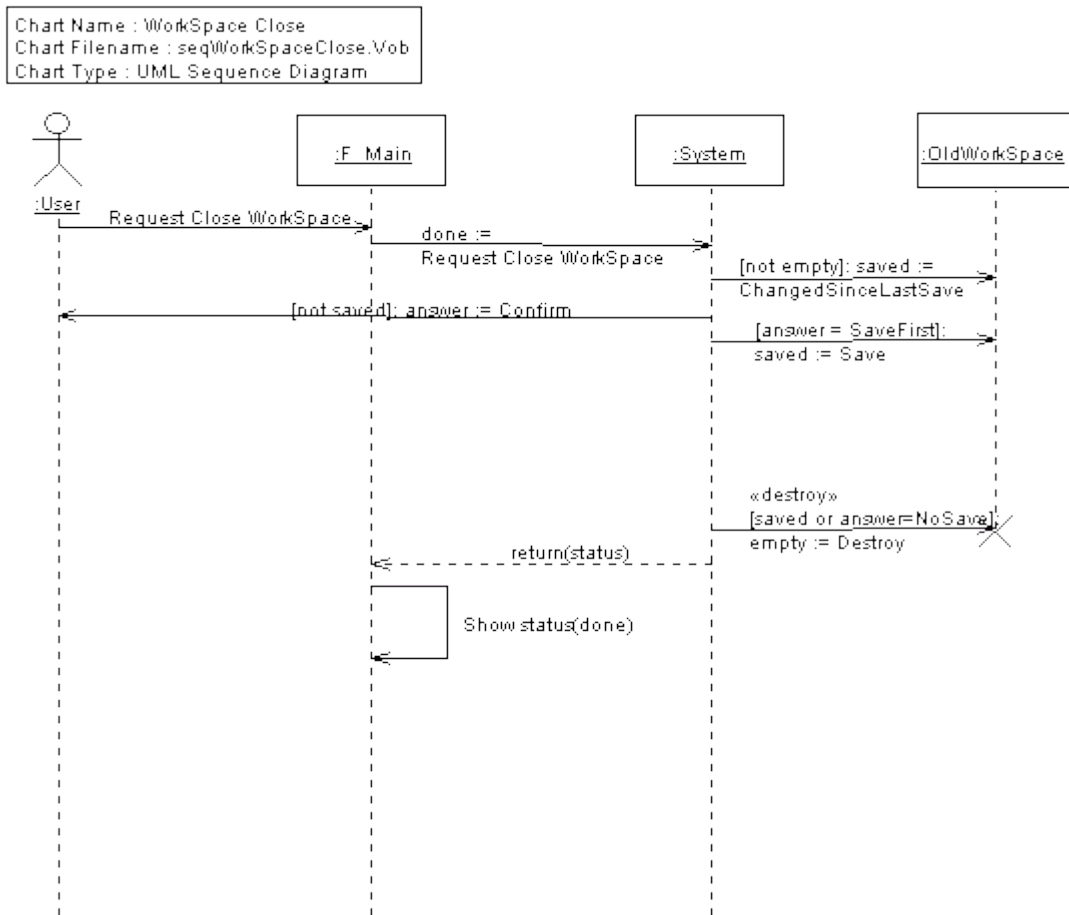 Chart Name : WorkSpace Close
Chart Filename : seqWorkSpaceClose.Vob
Chart Type : UML Sequence Diagram
:User
:F_Main
:System
:OldWorkSpace
Request Close WorkSpace
done :=
Request Close WorkSpace
[not empty]: saved :=
ChangedSinceLastSave
[not saved]: answer := Confirm
[answer = SaveFirst]:
saved := Save
«destroy»
[saved or answer=NoSave]:
empty := Destroy
return(status)
Show status(done)